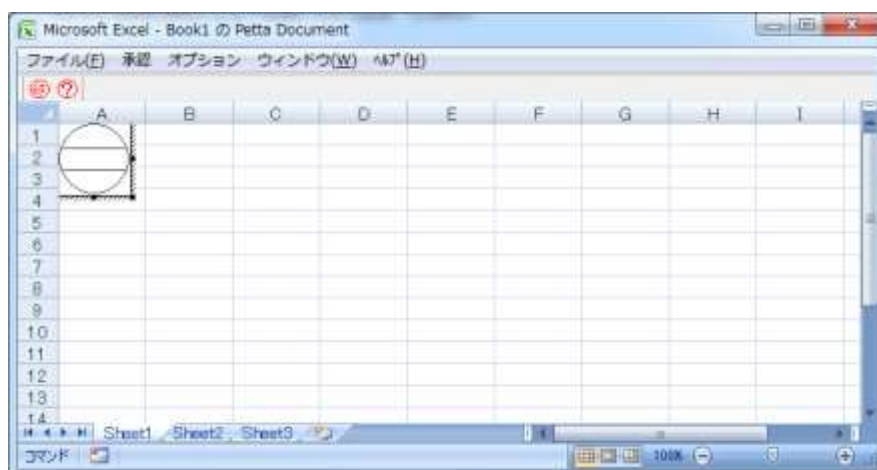 Microsoft Excel - Book1 の Petta Document
ファイル(F) 承認 オプション ウィンドウ(W) ﾍﾙﾌﾟ(H)
A B C D E F G H I
1
2
3
4
5
6
7
8
9
10
11
12
13
14
Sheet1 Sheet2 Sheet3
コマンド 100%